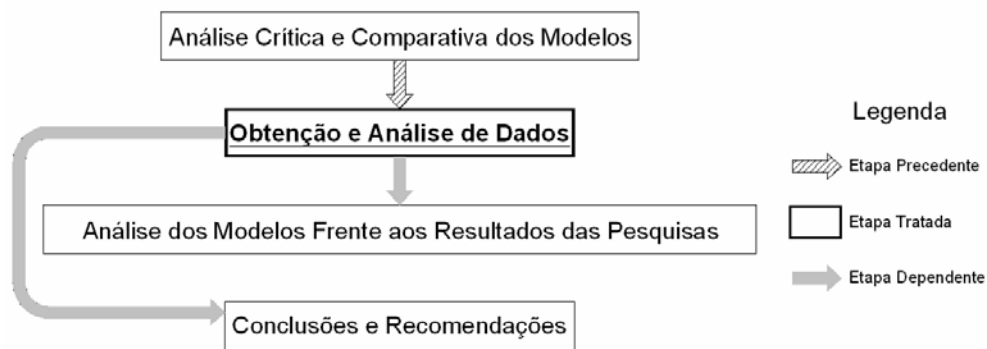 Análise Crítica e Comparativa dos Modelos
Obtenção e Análise de Dados
Análise dos Modelos Frente aos Resultados das Pesquisas
Conclusões e Recomendações
Legenda
Etapa Precedente
Etapa Tratada
Etapa Dependente